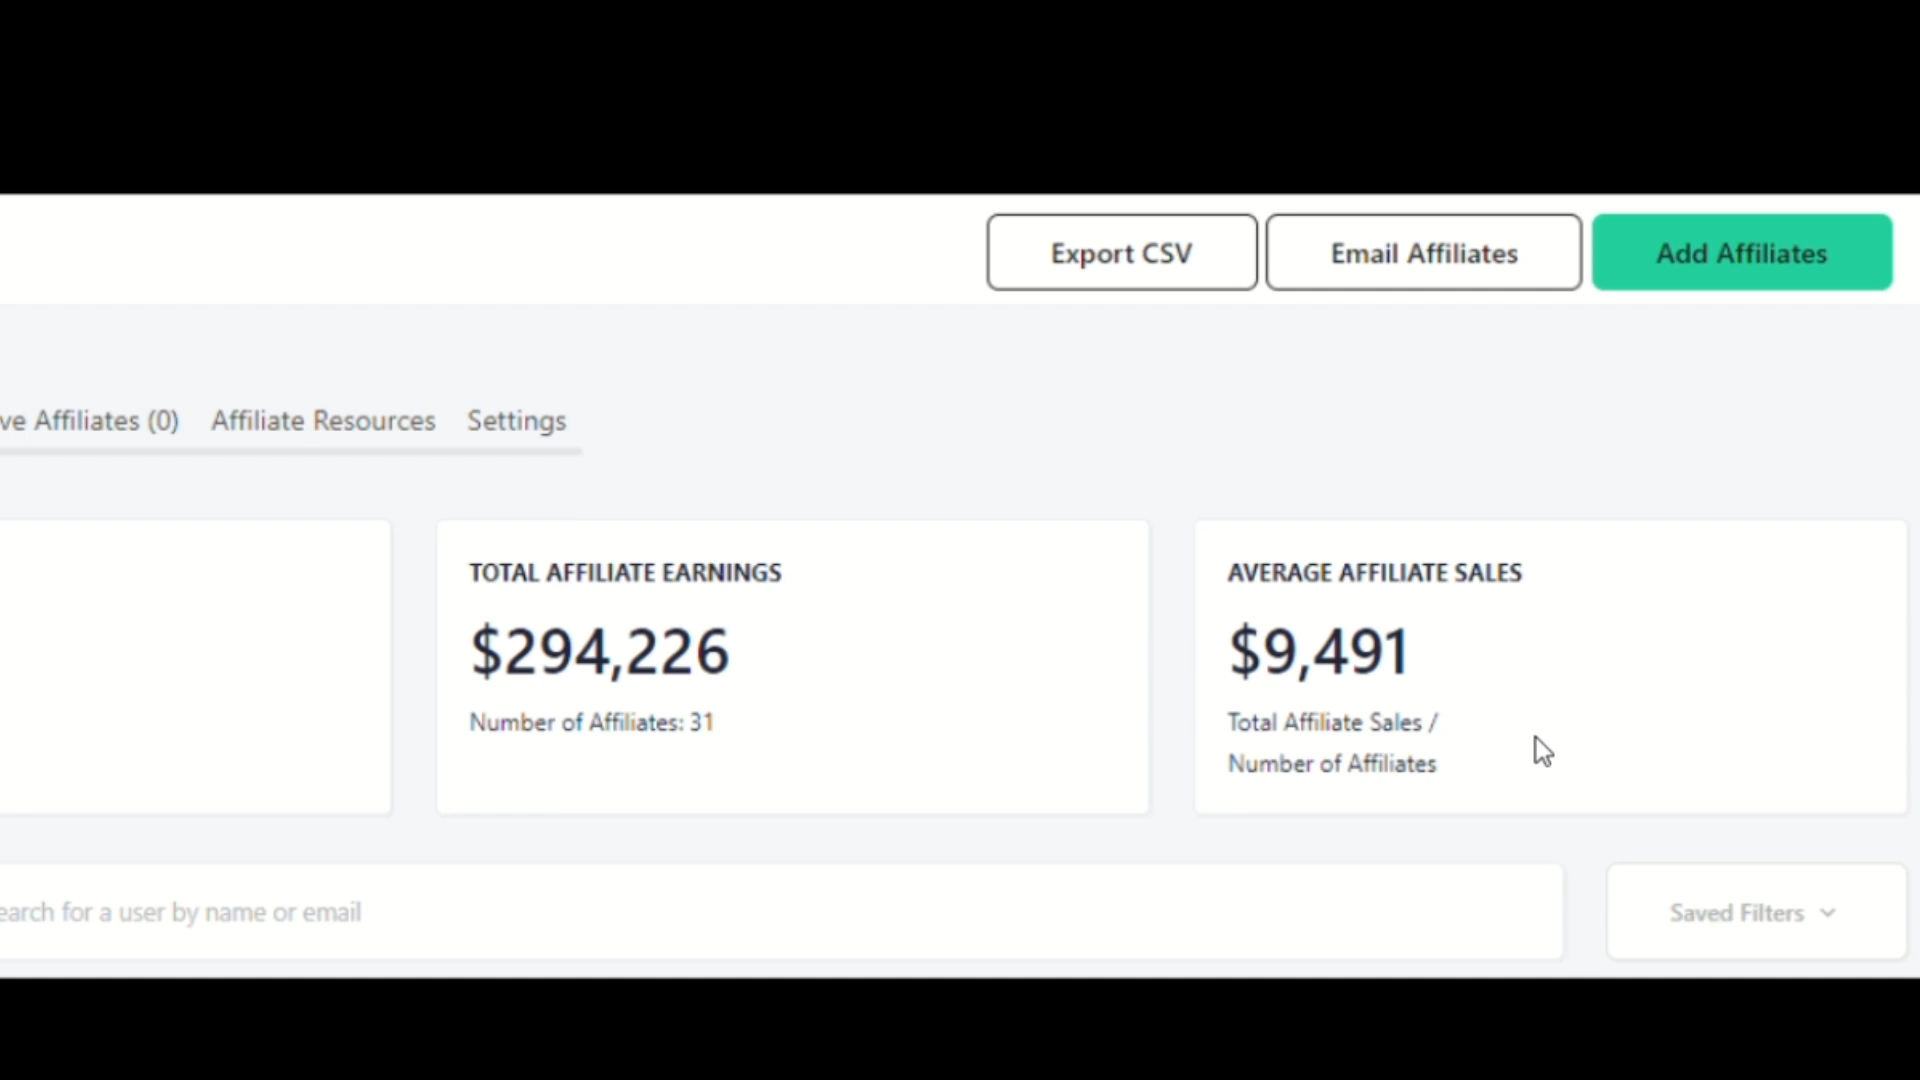 Export CSV
Email Affiliates
Add Affiliates
ve Affiliates (0)
Affiliate Resources
Settings
TOTAL AFFILIATE EARNINGS
$294,226
Number of Affiliates: 31
AVERAGE AFFILIATE SALES
$9,491
Total Affiliate Sales /
Number of Affiliates
earch for a user by name or email
Saved Filters